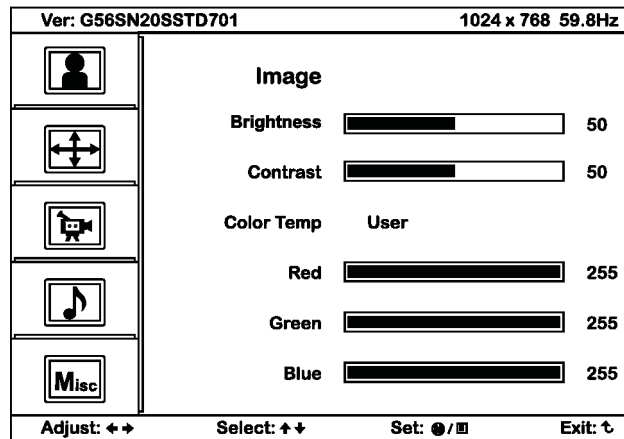 Ver: G56SN20SSTD701 1024 x 768 59.8Hz
Image
Brightness 50
Contrast 50
Color Temp User
Red 255
Green 255
Blue 255
Misc
Adjust: ←→ Select: ↑↓ Set: / Exit: